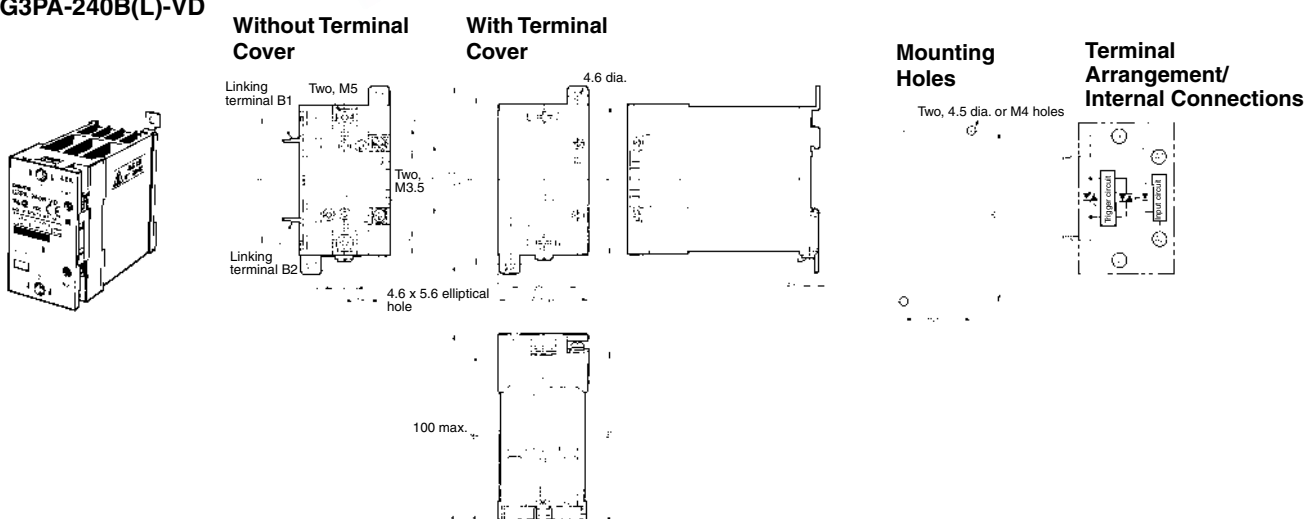 G3PA-240B(L)-VD
Without Terminal
Cover
With Terminal
Cover
Mounting
Holes
Terminal
Arrangement/
Internal Connections
Linking
terminal B1
Two, M5
Two,
M3.5
Linking
terminal B2
4.6 x 5.6 elliptical
hole
4.6 dia.
100 max.
Two, 4.5 dia. or M4 holes
Trigger circuit
Input circuit